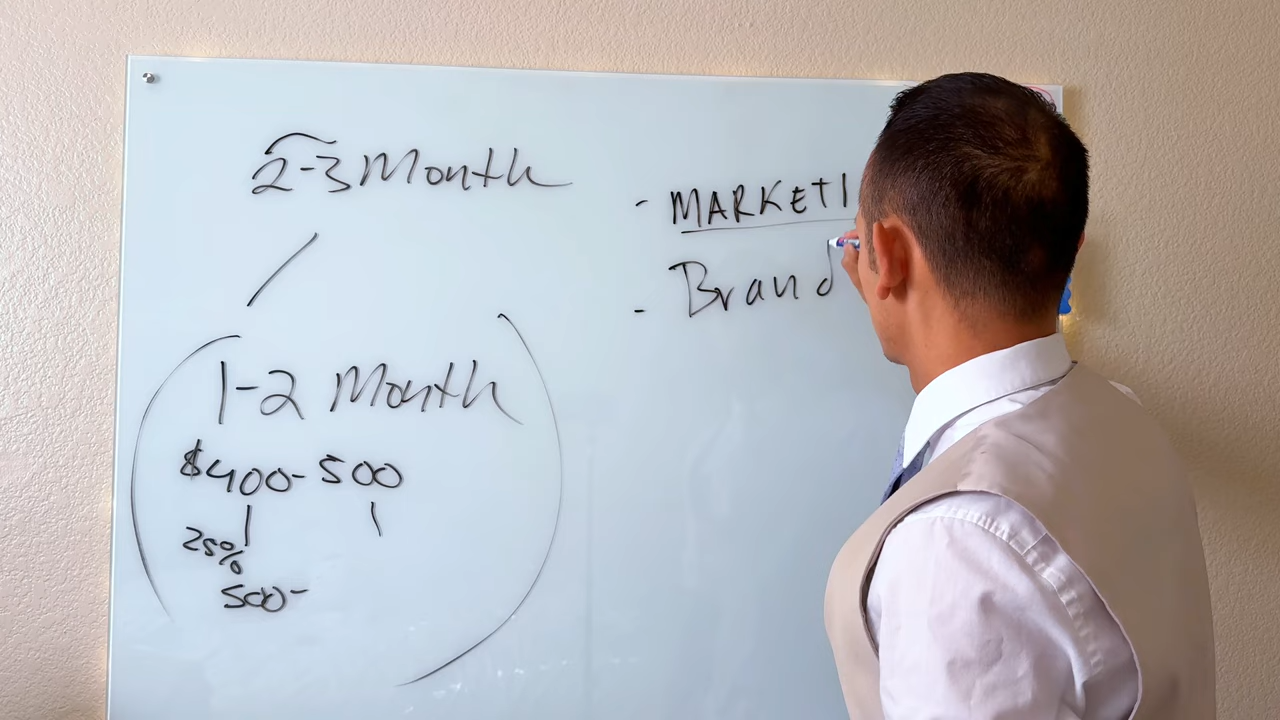 2-3 Month
1-2 Month
$400-500
25%
500-
- MARKETI
- Brand